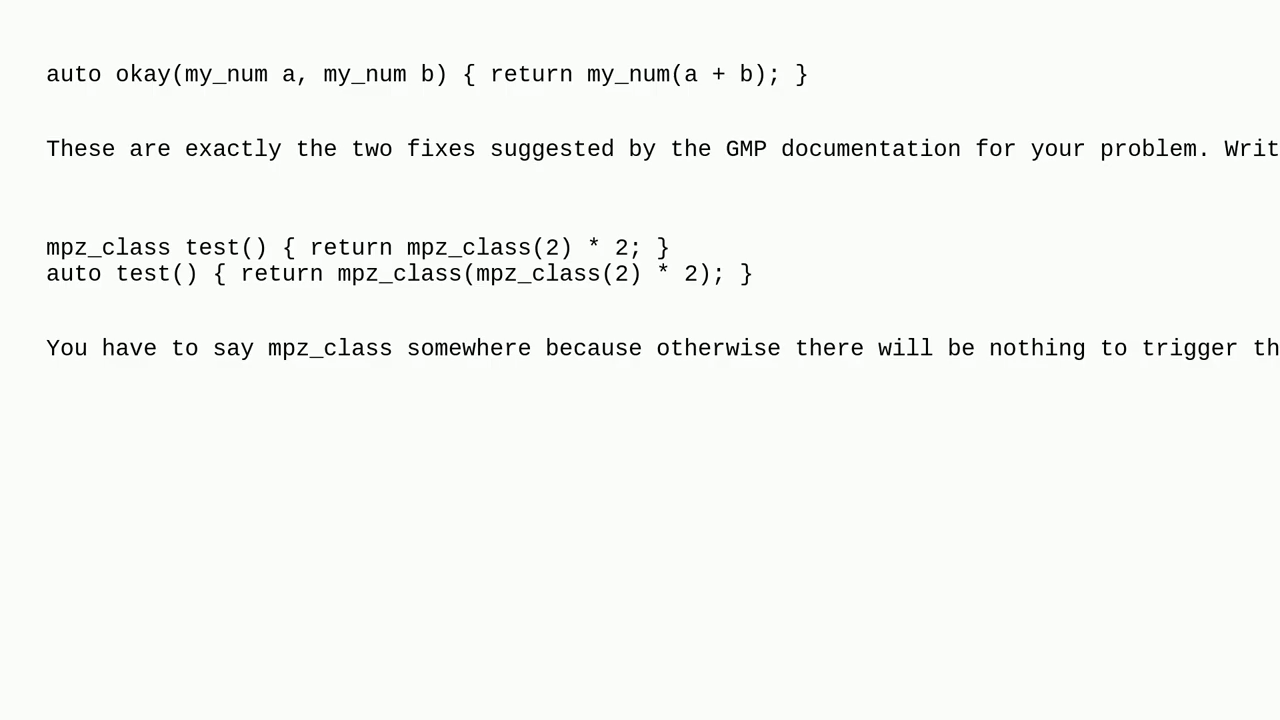 auto okay(my_num a, my_num b) { return my_num(a + b); }
These are exactly the two fixes suggested by the GMP documentation for your problem. Writ
mpz_class test() { return mpz_class(2) * 2; }
auto test() { return mpz_class(mpz_class(2) * 2); }
You have to say mpz_class somewhere because otherwise there will be nothing to trigger th